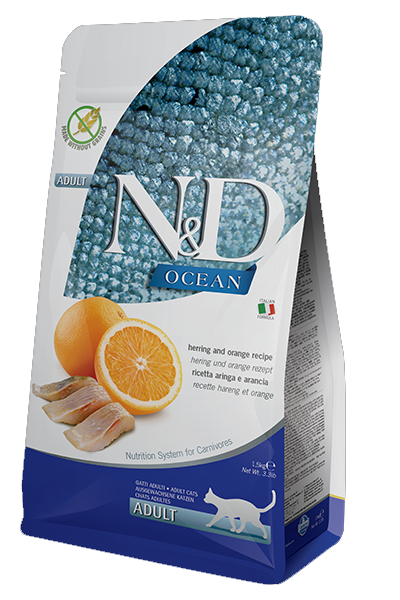 MADE WITHOUT GRAINS
ADULT
N&D
OCEAN
ITALIAN
FORMULA
herring and orange recipe
hering und orange rezept
ricetta aringa e arancia
recette hareng et orange
Nutrition System for Carnivores
1.5kg℮
Net Wt. 3.3lb
GATTI ADULTI • ADULT CATS
AUSGEWACHSENE KATZEN
CHATS ADULTES
ADULT